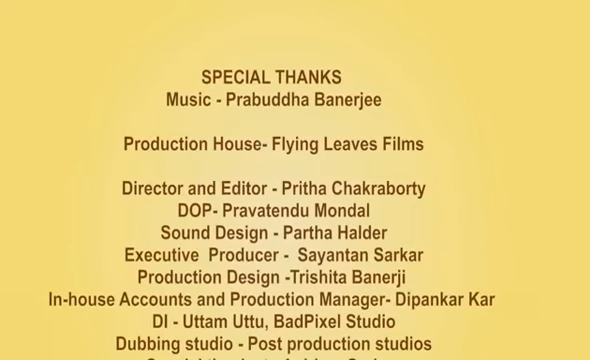 SPECIAL THANKS
Music - Prabuddha Banerjee
Production House- Flying Leaves Films
Director and Editor - Pritha Chakraborty
DOP- Pravatendu Mondal
Sound Design - Partha Halder
Executive Producer - Sayantan Sarkar
Production Design -Trishita Banerji
In-house Accounts and Production Manager- Dipankar Kar
DI - Uttam Uttu, BadPixel Studio
Dubbing studio - Post production studios